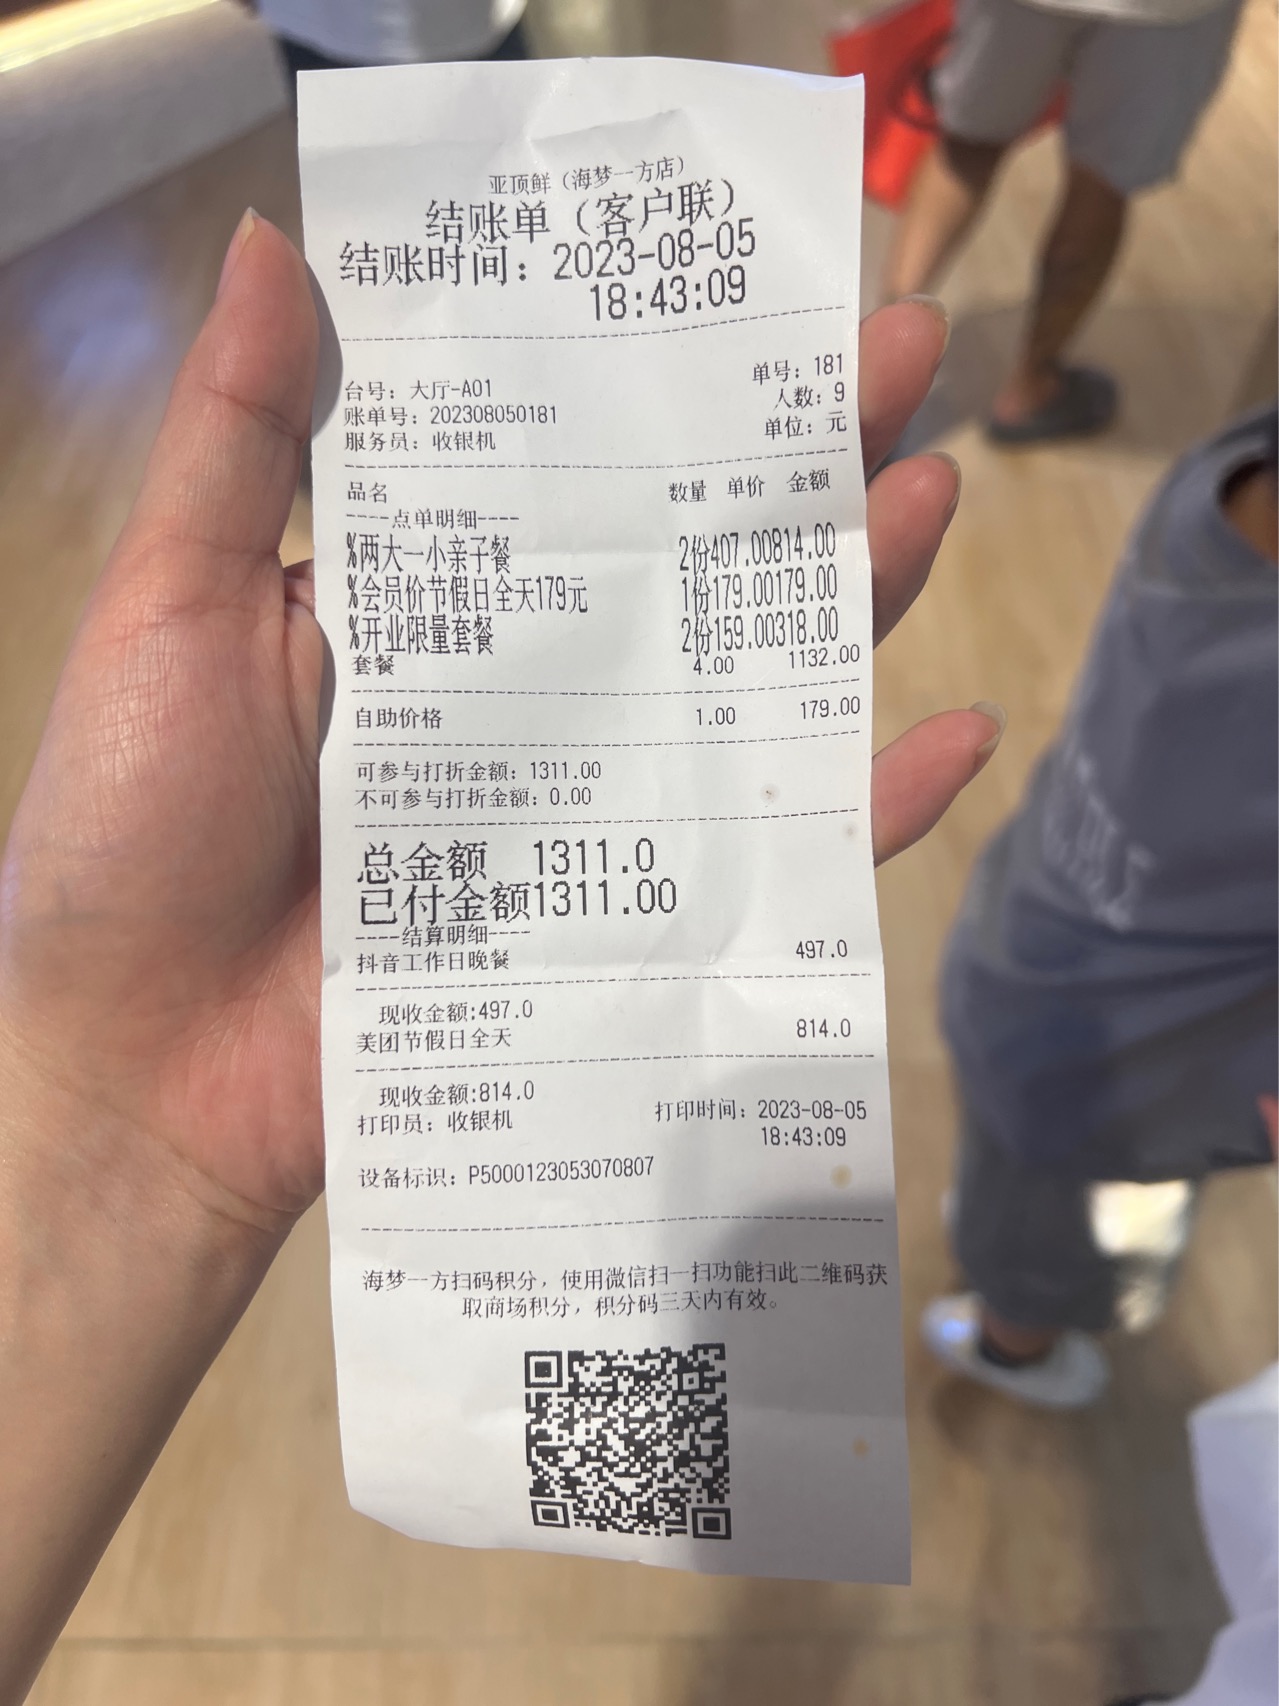 亚顶鲜（海梦一方店）
结账单（客户联）
结账时间：2023-08-05
18:43:09
单号：181
台号：大厅-A01
人数：9
账单号：202308050181
单位：元
服务员：收银机
品名 数量 单价 金额
----点单明细----
%两大一小亲子餐 2份407.00814.00
%会员价节假日全天179元 1份179.00179.00
%开业限量套餐 2份159.00318.00
套餐 4.00 1132.00
自助价格 1.00 179.00
可参与打折金额：1311.00
不可参与打折金额：0.00
总金额 1311.0
已付金额1311.00
----结算明细----
抖音工作日晚餐 497.0
现收金额:497.0
美团节假日全天 814.0
现收金额:814.0
打印员：收银机 打印时间：2023-08-05
18:43:09
设备标识：P5000123053070807
海梦一方扫码积分，使用微信扫一扫功能扫此二维码获
取商场积分，积分码三天内有效。